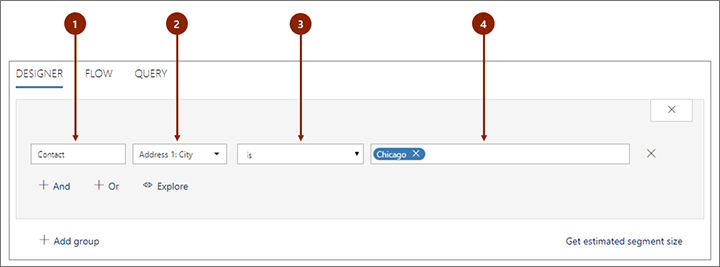 1 2 3 4
DESIGNER FLOW QUERY
Contact Address 1: City is Chicago
And Or Explore
Add group Get estimated segment size